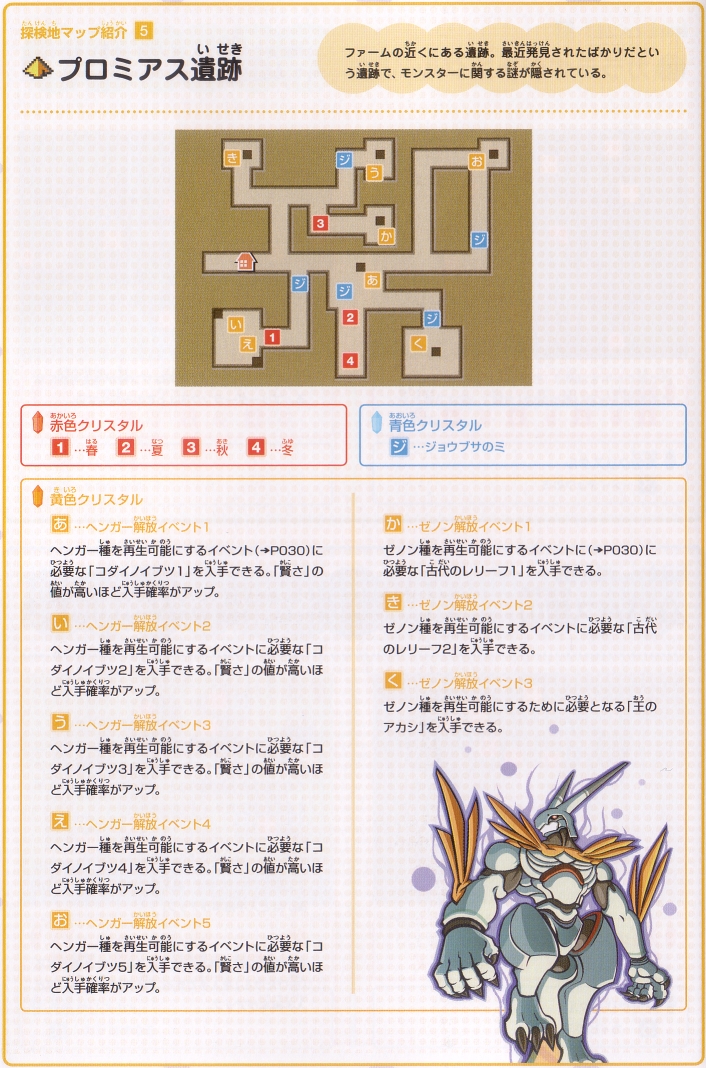 探検地マップ紹介 5
プロミアス遺跡
ファームの近くにある遺跡。最近発見されたばかりだとい
う遺跡で、モンスターに関する謎が隠されている。
き ジ う お
3 か ジ
ジ ジ あ
い え 1 2 ジ く
4
赤色クリスタル
1 …春 2 …夏 3 …秋 4 …冬
青色クリスタル
ジ …ジョウブサのミ
黄色クリスタル
あ …ヘンガー解放イベント1
ヘンガー種を再生可能にするイベント(→P030)に
必要な「コダイノイブツ1」を入手できる。「賢さ」の
値が高いほど入手確率がアップ。
い …ヘンガー解放イベント2
ヘンガー種を再生可能にするイベントに必要な「コ
ダイノイブツ2」を入手できる。「賢さ」の値が高いほ
ど入手確率がアップ。
う …ヘンガー解放イベント3
ヘンガー種を再生可能にするイベントに必要な「コ
ダイノイブツ3」を入手できる。「賢さ」の値が高いほ
ど入手確率がアップ。
え …ヘンガー解放イベント4
ヘンガー種を再生可能にするイベントに必要な「コ
ダイノイブツ4」を入手できる。「賢さ」の値が高いほ
ど入手確率がアップ。
お …ヘンガー解放イベント5
ヘンガー種を再生可能にするイベントに必要な「コ
ダイノイブツ5」を入手できる。「賢さ」の値が高いほ
ど入手確率がアップ。
か …ゼノン解放イベント1
ゼノン種を再生可能にするイベントに(→P030)に
必要な「古代のレリーフ1」を入手できる。
き …ゼノン解放イベント2
ゼノン種を再生可能にするイベントに必要な「古代
のレリーフ2」を入手できる。
く …ゼノン解放イベント3
ゼノン種を再生可能にするために必要となる「王の
アカシ」を入手できる。